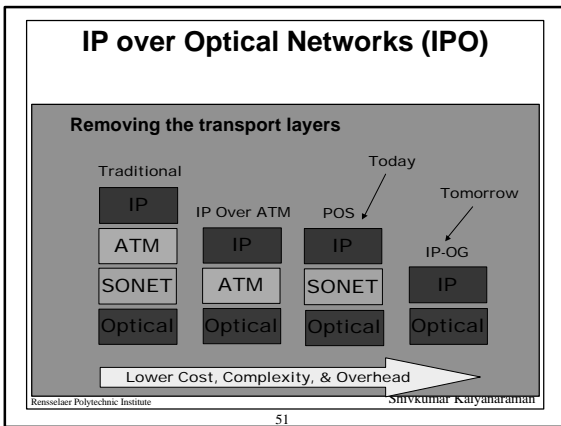 IP over Optical Networks (IPO)
Removing the transport layers
Traditional
IP
ATM
SONET
Optical
IP Over ATM
IP
ATM
Optical
Today
POS
IP
SONET
Optical
Tomorrow
IP-OG
IP
Optical
Lower Cost, Complexity, & Overhead
Rensselaer Polytechnic Institute
Shivkumar Kalyanaraman
51